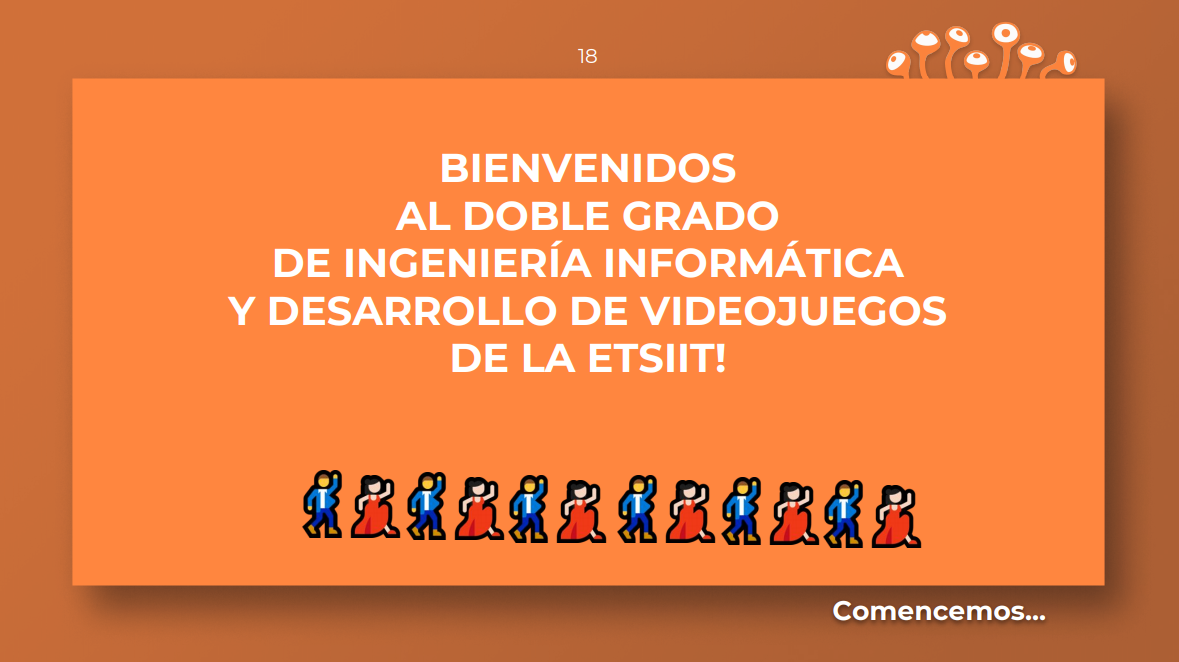 18
BIENVENIDOS
AL DOBLE GRADO
DE INGENIERÍA INFORMÁTICA
Y DESARROLLO DE VIDEOJUEGOS
DE LA ETSIIT!
Comencemos...